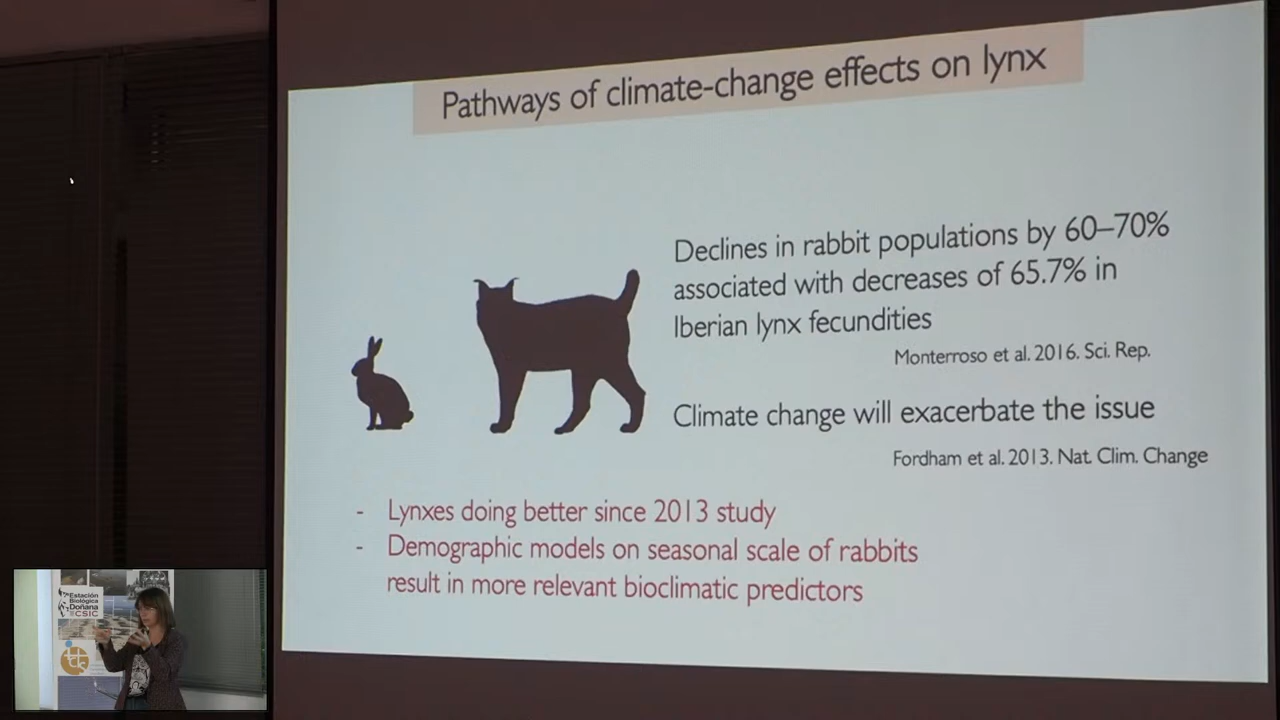 Pathways of climate-change effects on lynx
Declines in rabbit populations by 60–70%
associated with decreases of 65.7% in
Iberian lynx fecundities
Monterroso et al. 2016. Sci. Rep.
Climate change will exacerbate the issue
Fordham et al. 2013. Nat. Clim. Change
- Lynxes doing better since 2013 study
- Demographic models on seasonal scale of rabbits
result in more relevant bioclimatic predictors
Estación
Biológica
Doñana
CSIC